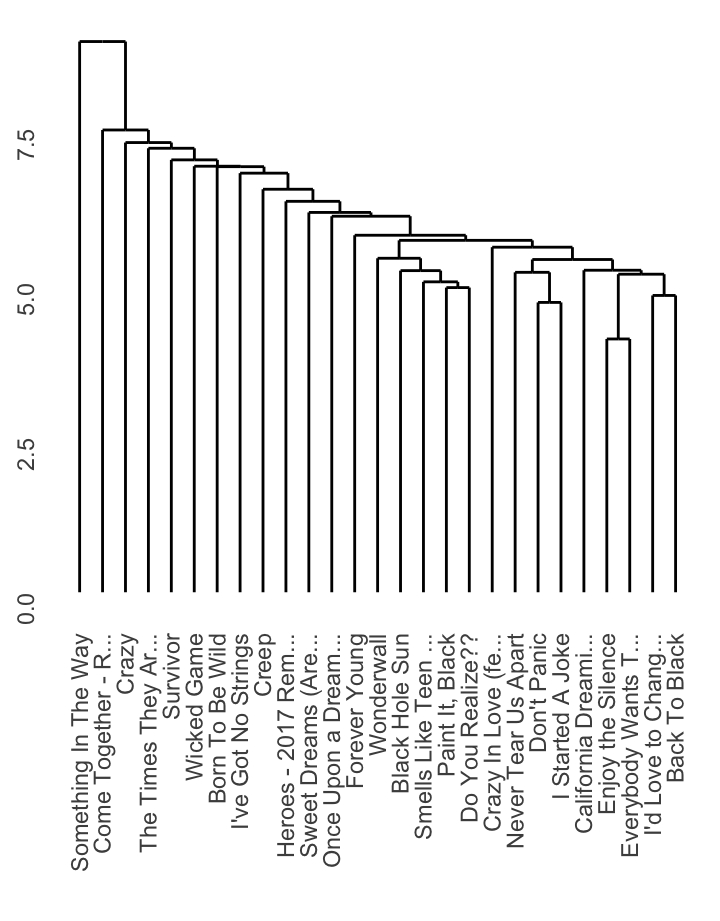 7.5
5.0
2.5
0.0
Something In The Way
Come Together - R...
Crazy
The Times They Ar...
Survivor
Wicked Game
Born To Be Wild
I've Got No Strings
Creep
Heroes - 2017 Rem...
Sweet Dreams (Are...
Once Upon a Dream...
Forever Young
Wonderwall
Black Hole Sun
Smells Like Teen ...
Paint It, Black
Do You Realize??
Crazy In Love (fe...
Never Tear Us Apart
Don't Panic
I Started A Joke
California Dreami...
Enjoy the Silence
Everybody Wants T...
I'd Love to Chang...
Back To Black